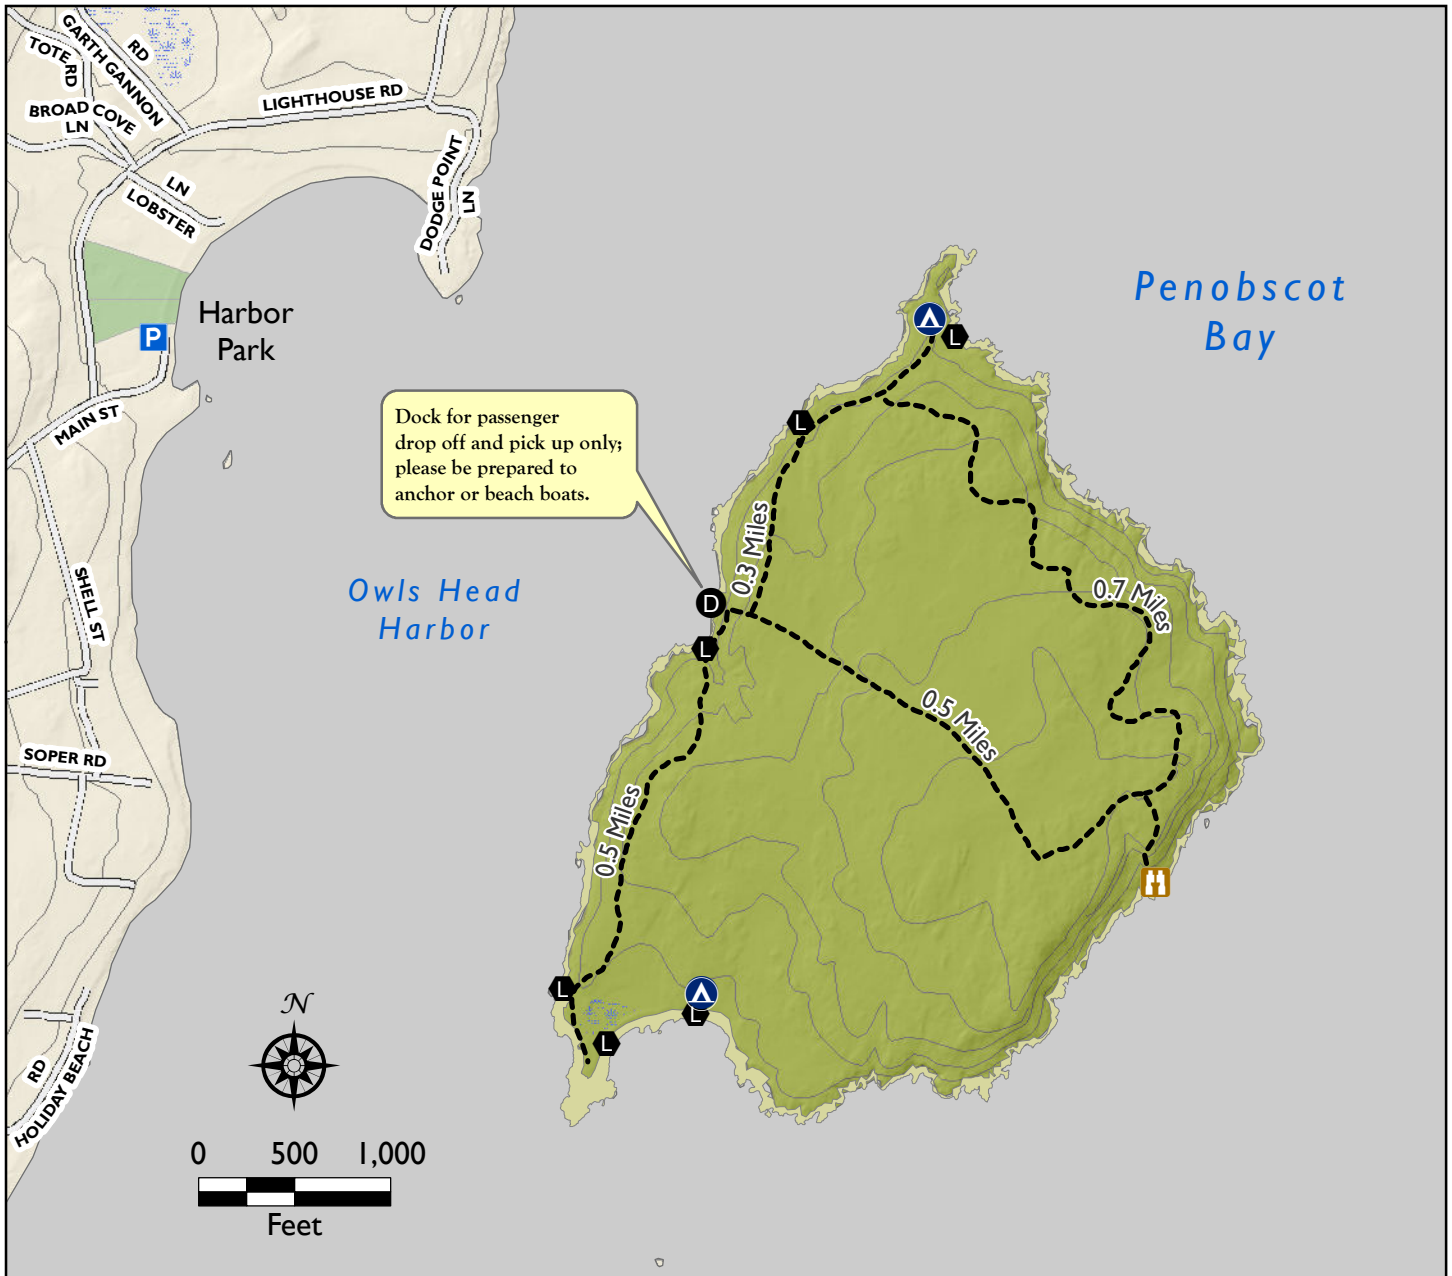 GARTH GANNON
RD
TOTE RD
BROAD COVE
LN
LIGHTHOUSE RD
LN
LOBSTER
DODGE POINT
LN
P
Harbor
Park
MAIN ST
Penobscot
Bay
L
L
Dock for passenger
drop off and pick up only;
please be prepared to
anchor or beach boats.
0.3 Miles
D
L
Owls Head
Harbor
SHELL ST
0.7 Miles
0.5 Miles
SOPER RD
0.5 Miles
L
L
L
N
RD
HOLIDAY BEACH
0 500 1,000
Feet